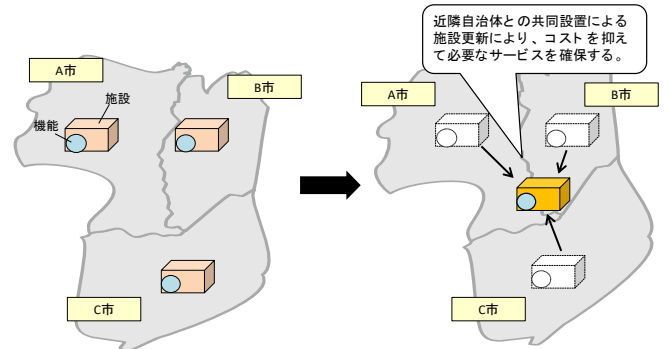 A市
施設
B市
機能
C市
近隣自治体との共同設置による
施設更新により、コストを抑え
て必要なサービスを確保する。
A市
B市
C市